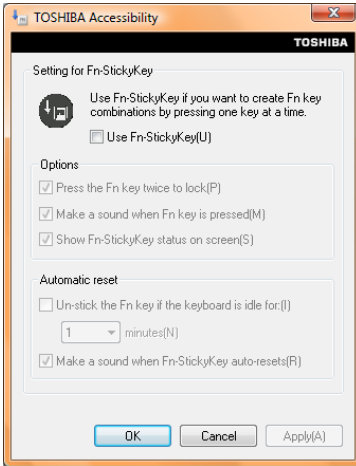 TOSHIBA Accessibility
TOSHIBA
Setting for Fn-StickyKey
Use Fn-StickyKey if you want to create Fn key
combinations by pressing one key at a time.
Use Fn-StickyKey(U)
Options
Press the Fn key twice to lock(P)
Make a sound when Fn key is pressed(M)
Show Fn-StickyKey status on screen(S)
Automatic reset
Un-stick the Fn key if the keyboard is idle for:(I)
1 minutes(N)
Make a sound when Fn-StickyKey auto-resets(R)
OK Cancel Apply(A)